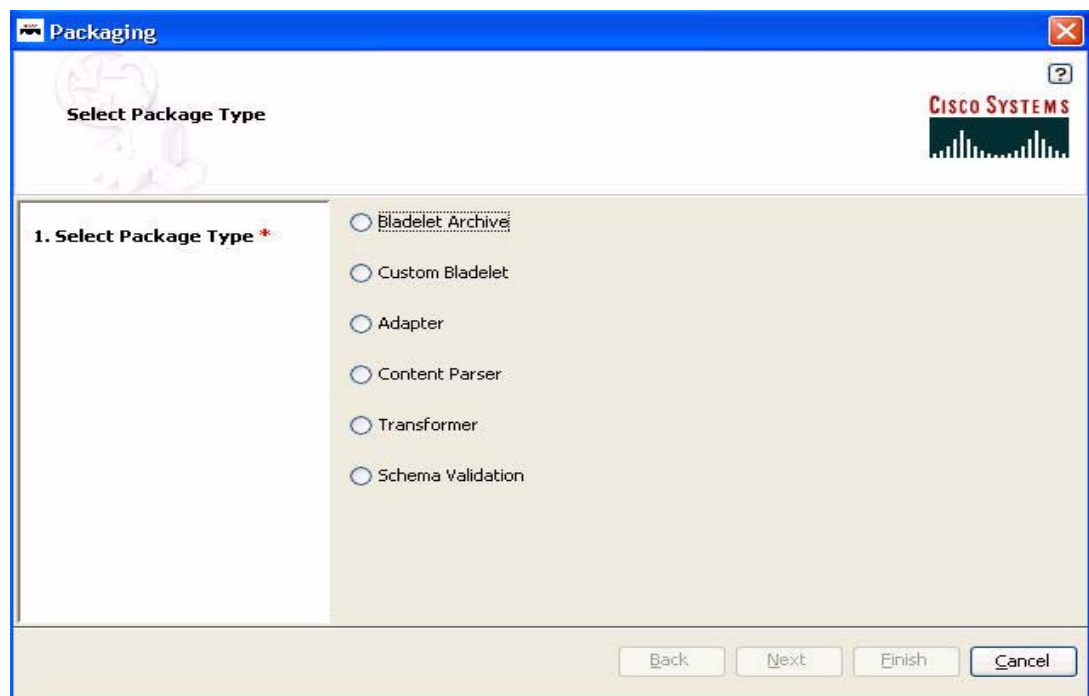 Packaging
?
Select Package Type
CISCO SYSTEMS
1. Select Package Type *
Bladelet Archive
Custom Bladelet
Adapter
Content Parser
Transformer
Schema Validation
Back Next Finish Cancel